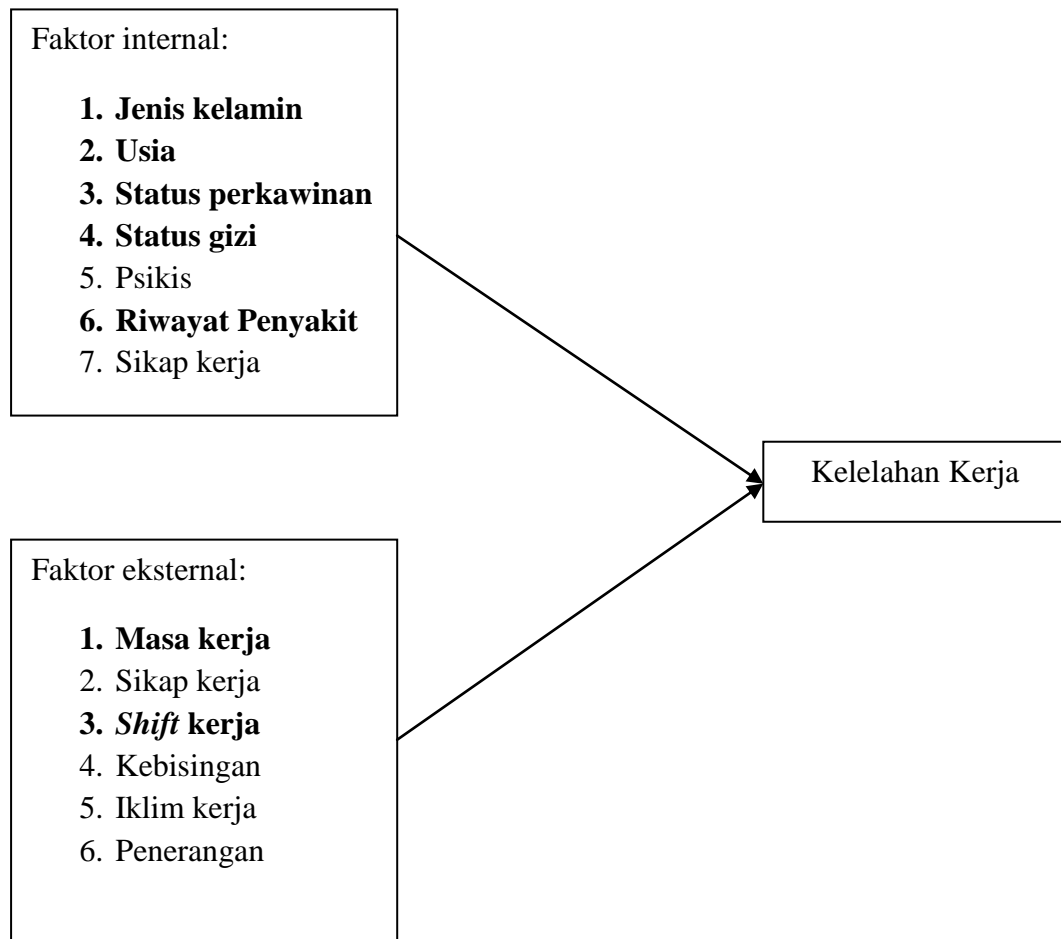 Faktor internal:
1. Jenis kelamin
2. Usia
3. Status perkawinan
4. Status gizi
5. Psikis
6. Riwayat Penyakit
7. Sikap kerja
Kelelahan Kerja
Faktor eksternal:
1. Masa kerja
2. Sikap kerja
3. Shift kerja
4. Kebisingan
5. Iklim kerja
6. Penerangan